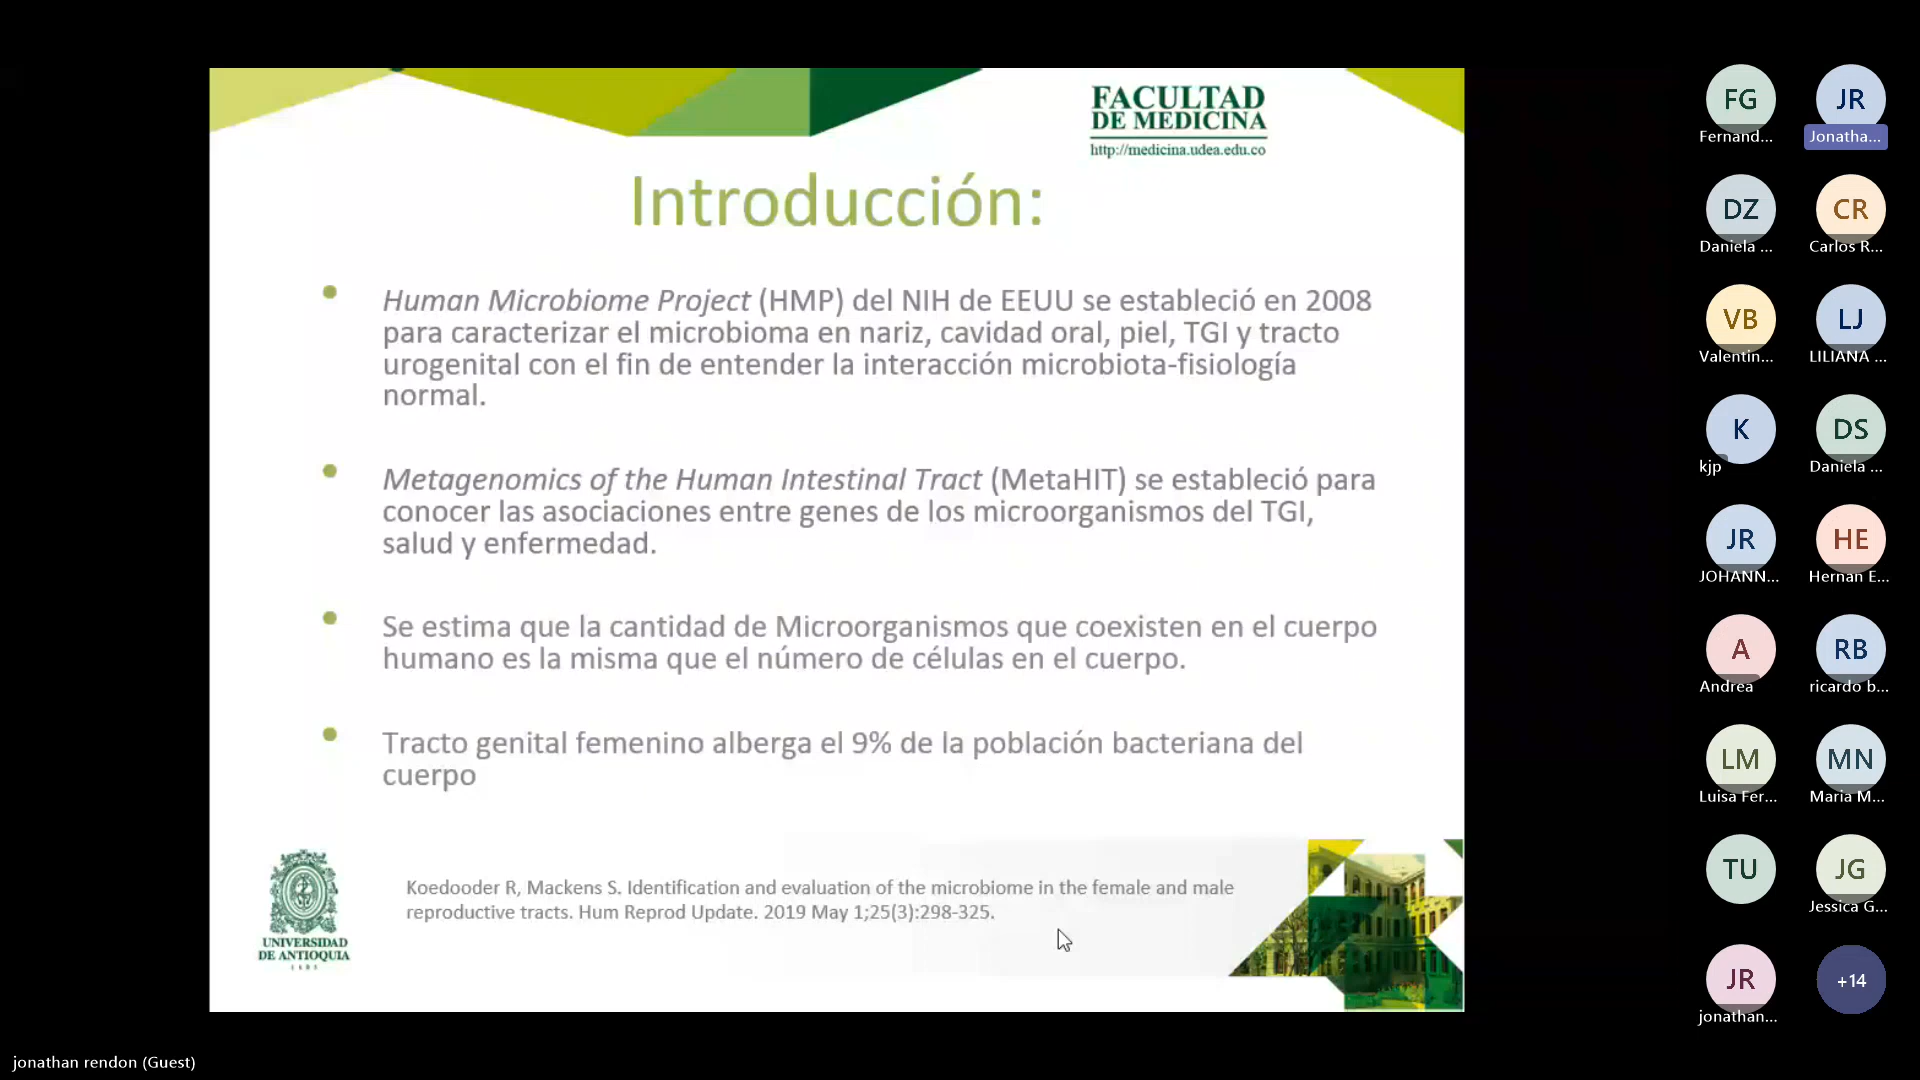 FACULTAD
DE MEDICINA
http://medicina.udea.edu.co
Introducción:
Human Microbiome Project (HMP) del NIH de EEUU se estableció en 2008
para caracterizar el microbioma en nariz, cavidad oral, piel, TGI y tracto
urogenital con el fin de entender la interacción microbiota-fisiología
normal.
Metagenomics of the Human Intestinal Tract (MetaHIT) se estableció para
conocer las asociaciones entre genes de los microorganismos del TGI,
salud y enfermedad.
Se estima que la cantidad de Microorganismos que coexisten en el cuerpo
humano es la misma que el número de células en el cuerpo.
Tracto genital femenino alberga el 9% de la población bacteriana del
cuerpo
Koedooder R, Mackens S. Identification and evaluation of the microbiome in the female and male
reproductive tracts. Hum Reprod Update. 2019 May 1;25(3):298-325.
UNIVERSIDAD
DE ANTIOQUIA
FG
Fernand...
JR
Jonatha...
DZ
Daniela ...
CR
Carlos R...
VB
Valentin...
LJ
LILIANA ...
K
kjp
DS
Daniela ...
JR
JOHANN...
HE
Hernan E...
A
Andrea
RB
ricardo b...
LM
Luisa Fer...
MN
Maria M...
TU
JG
Jessica G...
JR
jonathan...
+14
jonathan rendon (Guest)